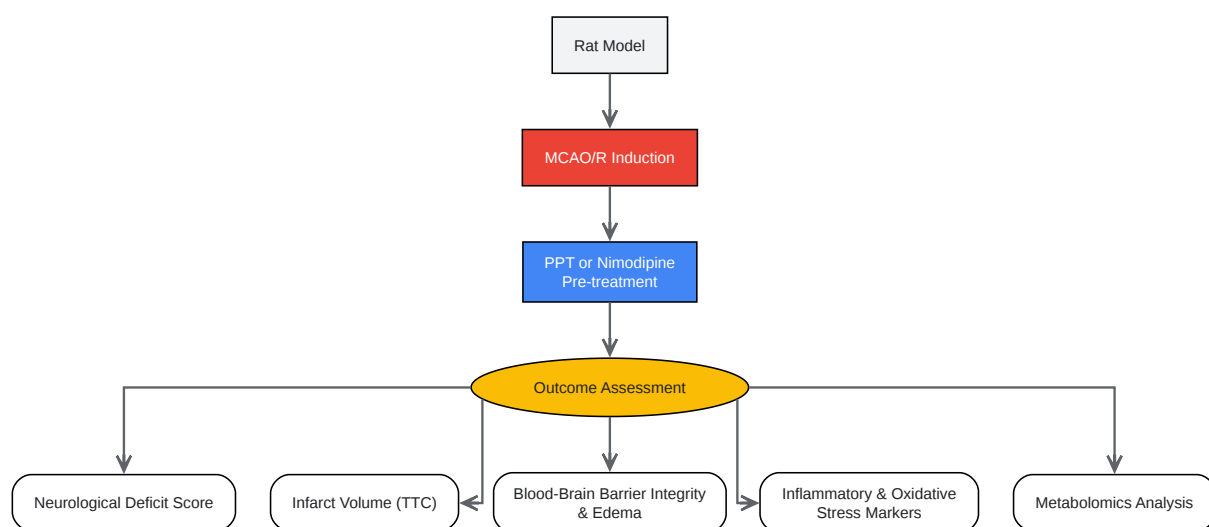 Rat Model
MCAO/R Induction
PPT or Nimodipine
Pre-treatment
Outcome Assessment
Neurological Deficit Score
Infarct Volume (TTC)
Blood-Brain Barrier Integrity
& Edema
Inflammatory & Oxidative
Stress Markers
Metabolomics Analysis